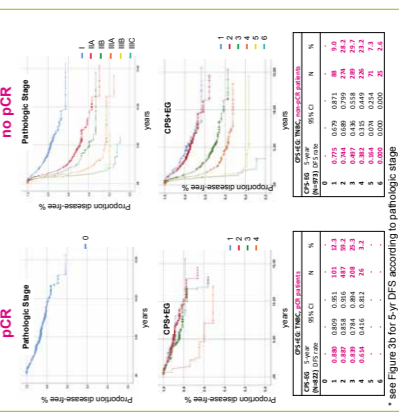 pCR
no pCR
Pathologic Stage
Proportion disease-free %
years
0
Pathologic Stage
Proportion disease-free %
years
I
IIA
IIB
IIIA
IIIB
IIIC
CPS+EG
Proportion disease-free %
years
1
2
3
4
CPS+EG
Proportion disease-free %
years
1
2
3
4
5
6
CPS+EG: TNBC, pCR patients
CPS-EG 5-year
(N=822) DFS rate 95% CI N %
0 - - - -
1 0.880 0.809 0.951 101 12.3
2 0.887 0.858 0.916 487 59.2
3 0.839 0.784 0.894 208 25.3
4 0.614 0.416 0.812 26 3.2
5 - - - -
6 - - - -
CPS+EG: TNBC, non-pCR patients
CPS-EG 5-year
(N=973) DFS rate 95% CI N %
0 - - - -
1 0.775 0.679 0.871 88 9.0
2 0.744 0.689 0.799 274 28.2
3 0.497 0.436 0.558 289 29.7
4 0.382 0.315 0.449 226 23.2
5 0.164 0.074 0.254 71 7.3
6 0.000 0.000 0.000 25 2.6
* see Figure 3b for 5-yr DFS according to pathologic stage